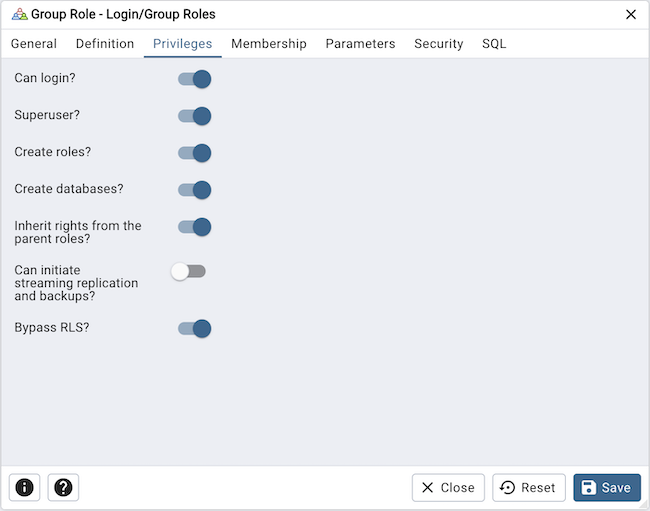 Group Role - Login/Group Roles
General Definition Privileges Membership Parameters Security SQL
Can login?
Superuser?
Create roles?
Create databases?
Inherit rights from the
parent roles?
Can initiate
streaming replication
and backups?
Bypass RLS?
Close Reset Save